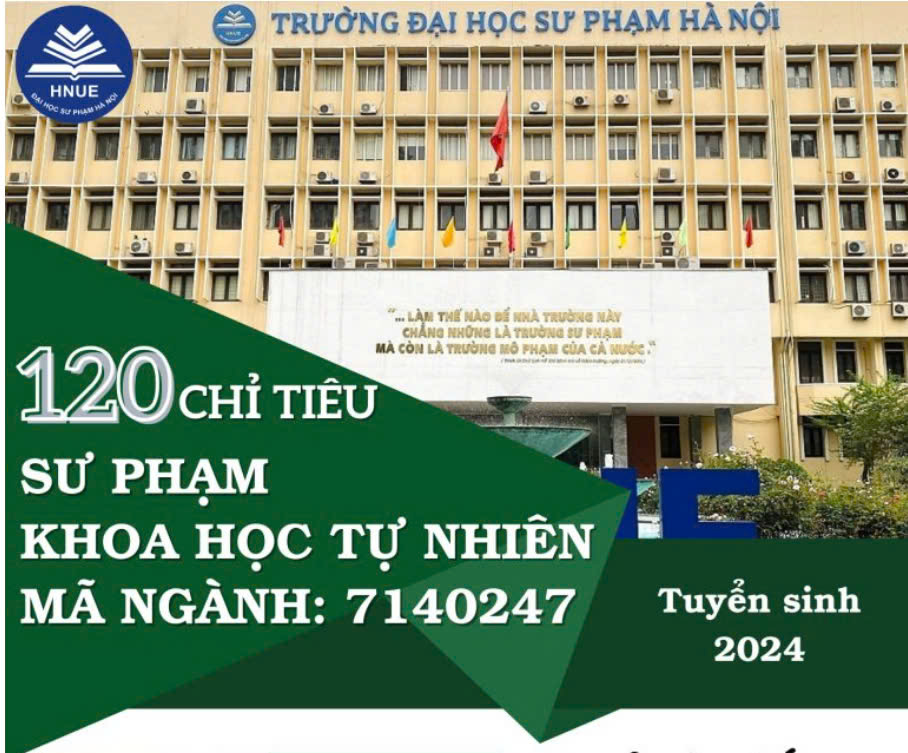 TRƯỜNG ĐẠI HỌC SƯ PHẠM HÀ NỘI
HNUE
ĐẠI HỌC SƯ PHẠM HÀ NỘI
"... LÀM THẾ NÀO ĐỂ NHÀ TRƯỜNG NÀY
CHẲNG NHỮNG LÀ TRƯỜNG SƯ PHẠM
MÀ CÒN LÀ TRƯỜNG MÔ PHẠM CỦA CẢ NƯỚC."
120 CHỈ TIÊU
SƯ PHẠM
KHOA HỌC TỰ NHIÊN
MÃ NGÀNH: 7140247
Tuyển sinh
2024